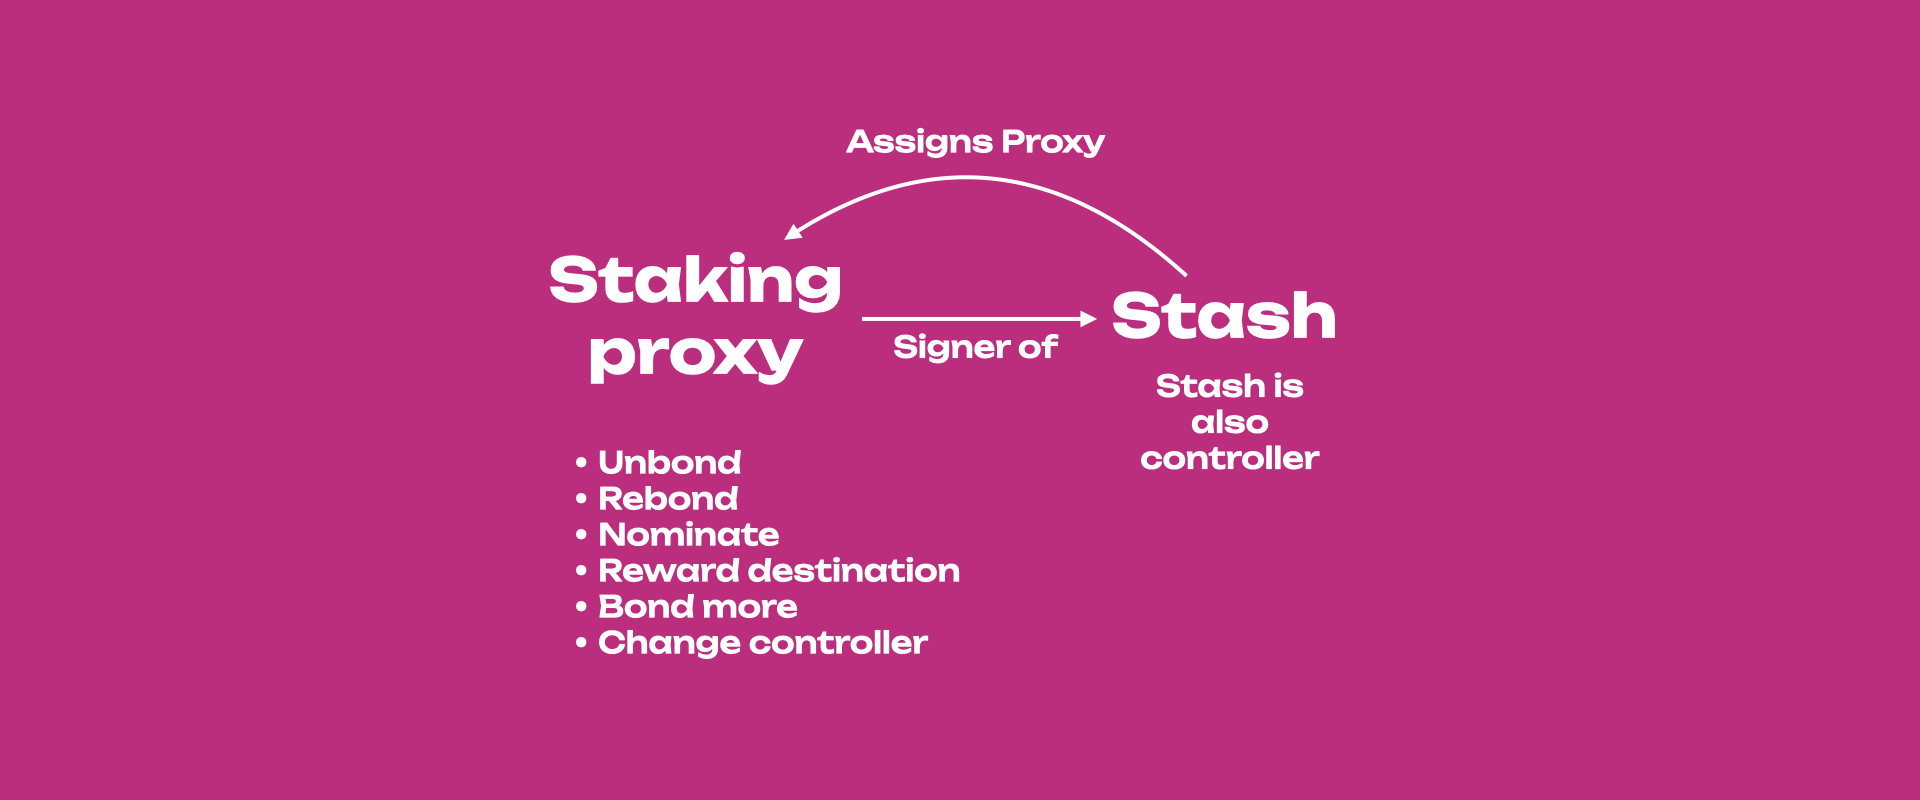 Assigns Proxy
Staking
proxy
Signer of
Stash
Stash is
also
controller
• Unbond
• Rebond
• Nominate
• Reward destination
• Bond more
• Change controller